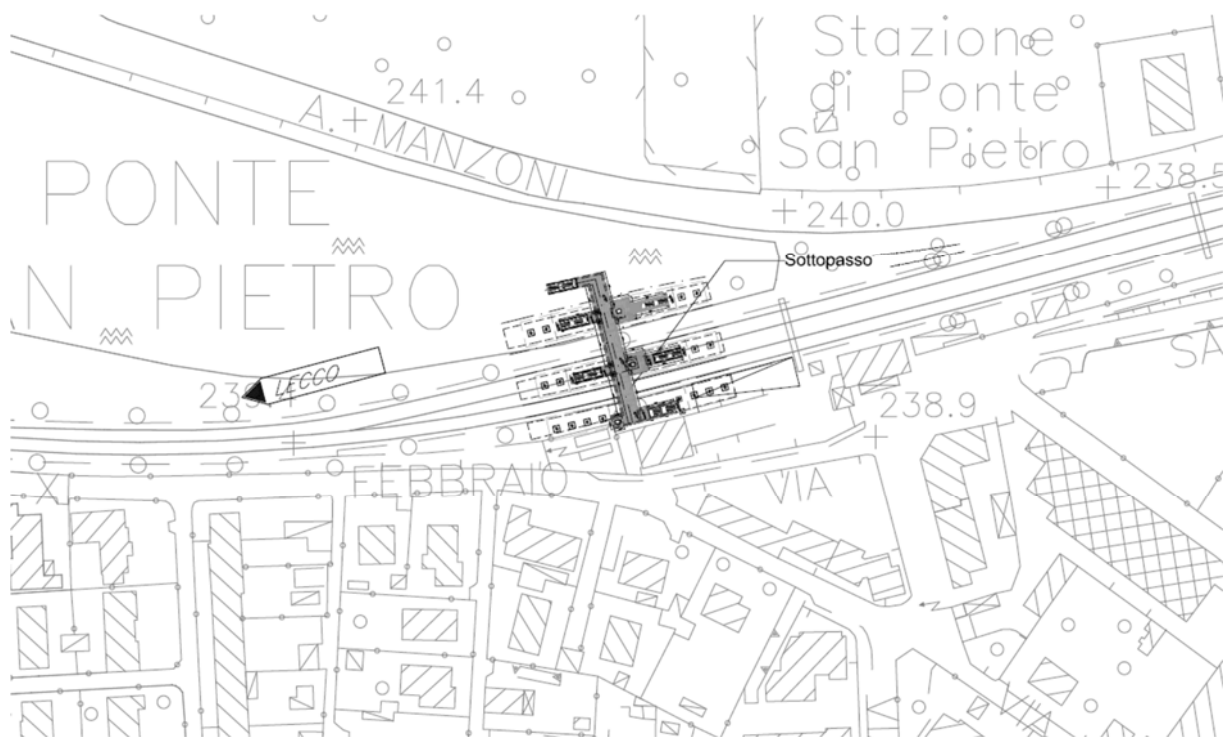 Stazione
di Ponte
San Pietro
241.4
A. MANZONI
238.5
240.0
PONTE
Sottopasso
N PIETRO
LECCO
238.9
SA
X FEBBRAIO
VIA